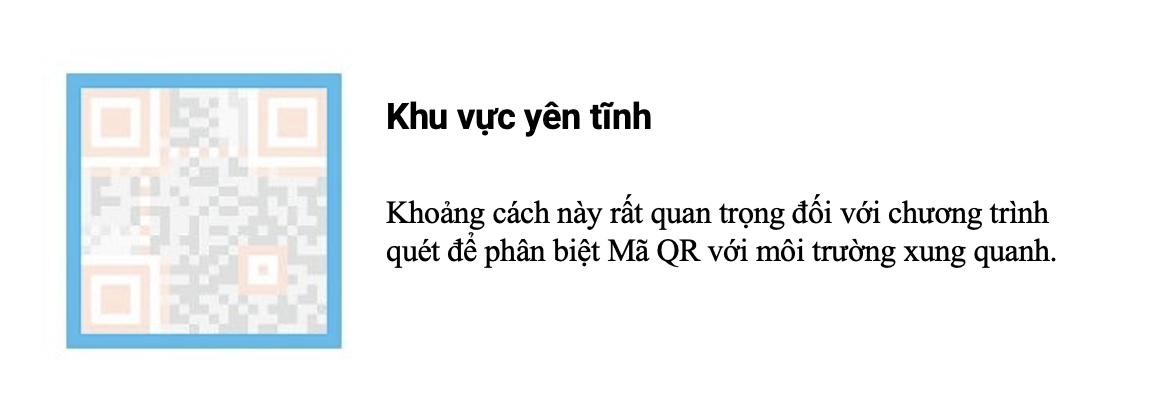 Khu vực yên tĩnh
Khoảng cách này rất quan trọng đối với chương trình
quét để phân biệt Mã QR với môi trường xung quanh.